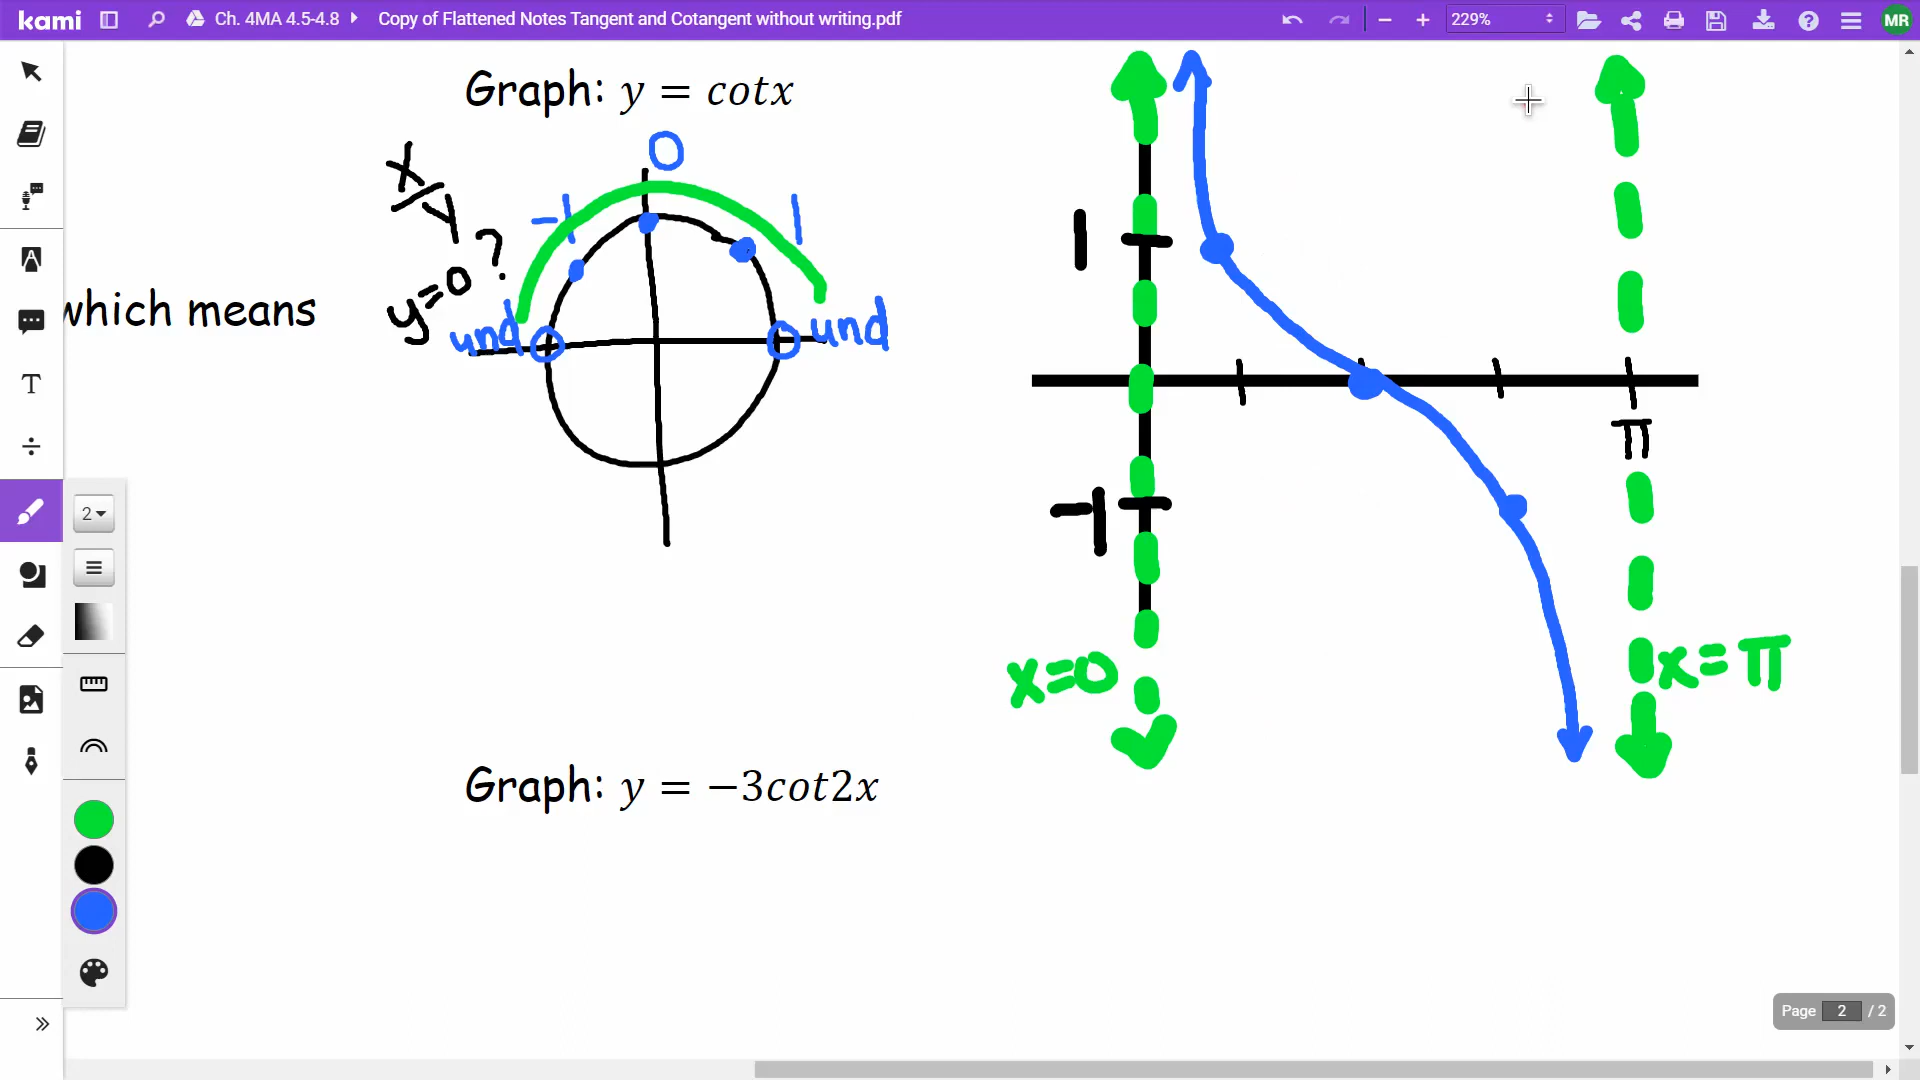 kami Ch. 4MA 4.5-4.8 Copy of Flattened Notes Tangent and Cotangent without writing.pdf 229% MR
Graph: y = cotx
x/y
0
-1
1
?
y=0
which means
und
und
1
π
-1
x=0
x=π
T
2
Graph: y = −3cot2x
Page 2 / 2